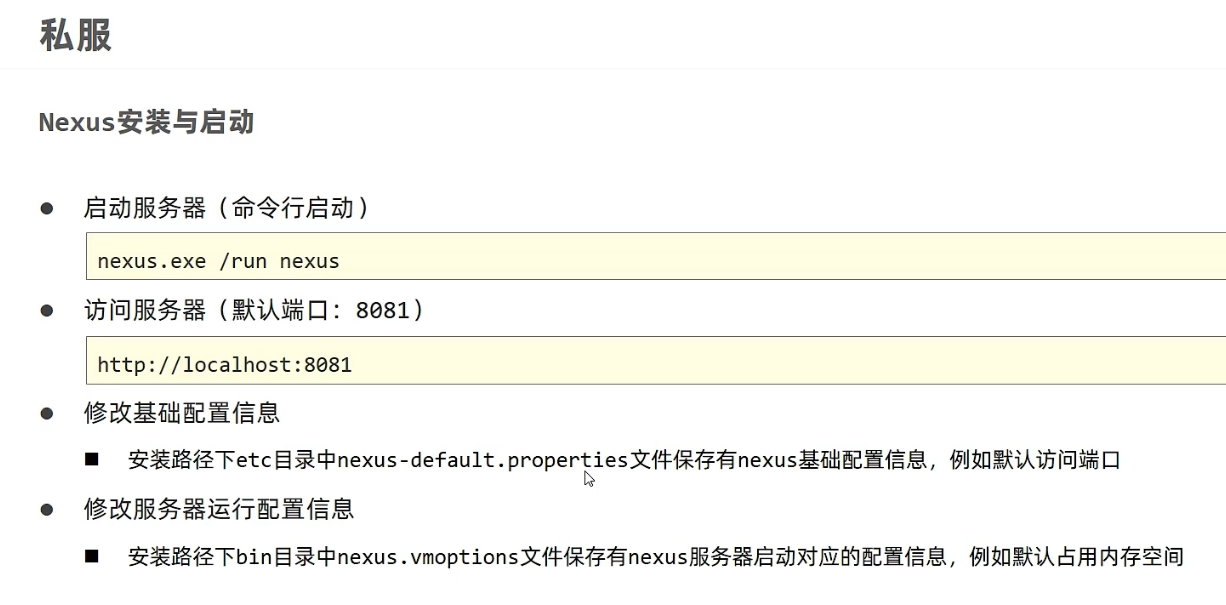 私服
Nexus安装与启动
启动服务器（命令行启动）
nexus.exe /run nexus
访问服务器（默认端口：8081）
http://localhost:8081
修改基础配置信息
安装路径下etc目录中nexus-default.properties文件保存有nexus基础配置信息，例如默认访问端口
修改服务器运行配置信息
安装路径下bin目录中nexus.vmoptions文件保存有nexus服务器启动对应的配置信息，例如默认占用内存空间